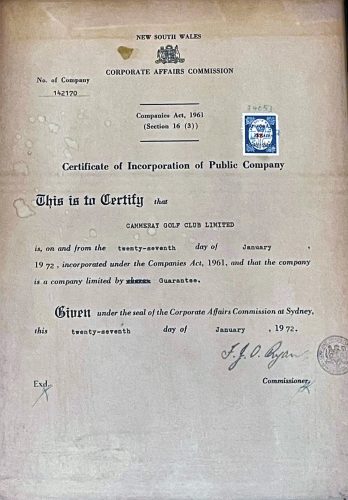 NEW SOUTH WALES
CORPORATE AFFAIRS COMMISSION
No. of Company
142170
Companies Act, 1961
(Section 16 (3))
Certificate of Incorporation of Public Company
This is to Certify that
CAMMERAY GOLF CLUB LIMITED
is, on and from the twenty-seventh day of January ,
1972, incorporated under the Companies Act, 1961, and that the company
is a company limited by Guarantee.
Given under the seal of the Corporate Affairs Commission at Sydney,
this twenty-seventh day of January , 1972.
F. J. O. Ryan
Exd.
Commissioner